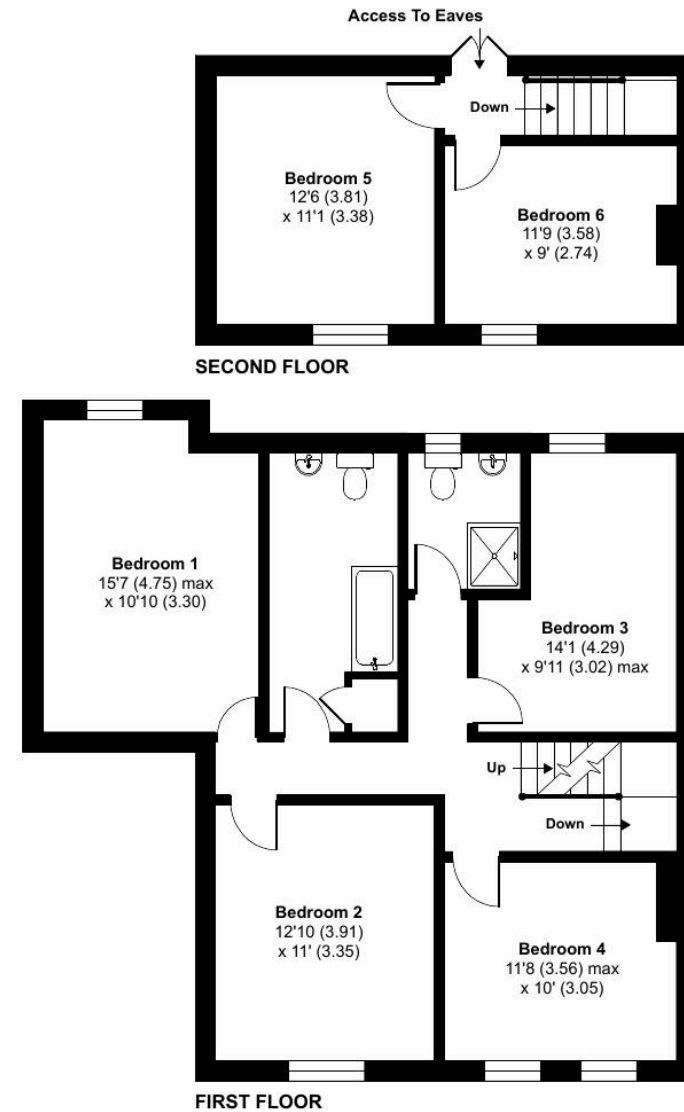 Access To Eaves
Down
Bedroom 5
12'6 (3.81)
x 11'1 (3.38)
Bedroom 6
11'9 (3.58)
x 9' (2.74)
SECOND FLOOR
Bedroom 1
15'7 (4.75) max
x 10'10 (3.30)
Bedroom 3
14'1 (4.29)
x 9'11 (3.02) max
Up
Down
Bedroom 2
12'10 (3.91)
x 11' (3.35)
Bedroom 4
11'8 (3.56) max
x 10' (3.05)
FIRST FLOOR